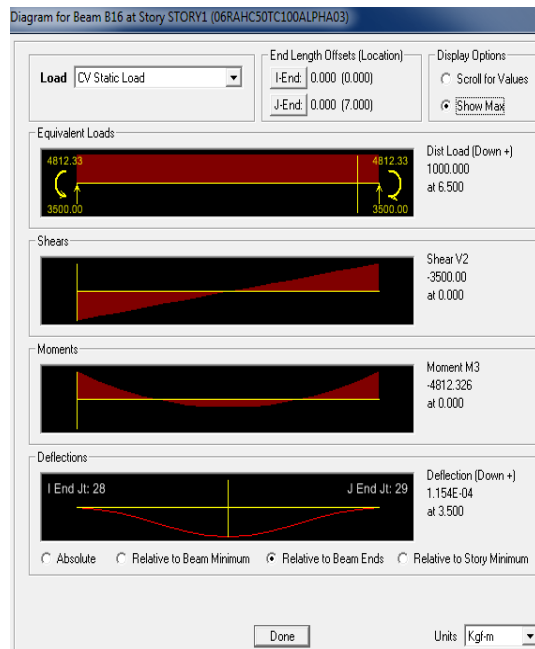 Diagram for Beam B16 at Story STORY1 (06RAHC50TC100ALPHA03)
Load CV Static Load
End Length Offsets (Location)
I-End: 0.000 (0.000)
J-End: 0.000 (7.000)
Display Options
Scroll for Values
Show Max
Equivalent Loads
4812.33 4812.33
3500.00 3500.00
Dist Load (Down +)
1000.000
at 6.500
Shears
Shear V2
-3500.00
at 0.000
Moments
Moment M3
-4812.326
at 0.000
Deflections
I End Jt: 28 J End Jt: 29
Deflection (Down +)
1.154E-04
at 3.500
Absolute Relative to Beam Minimum Relative to Beam Ends Relative to Story Minimum
Done
Units Kgf-m